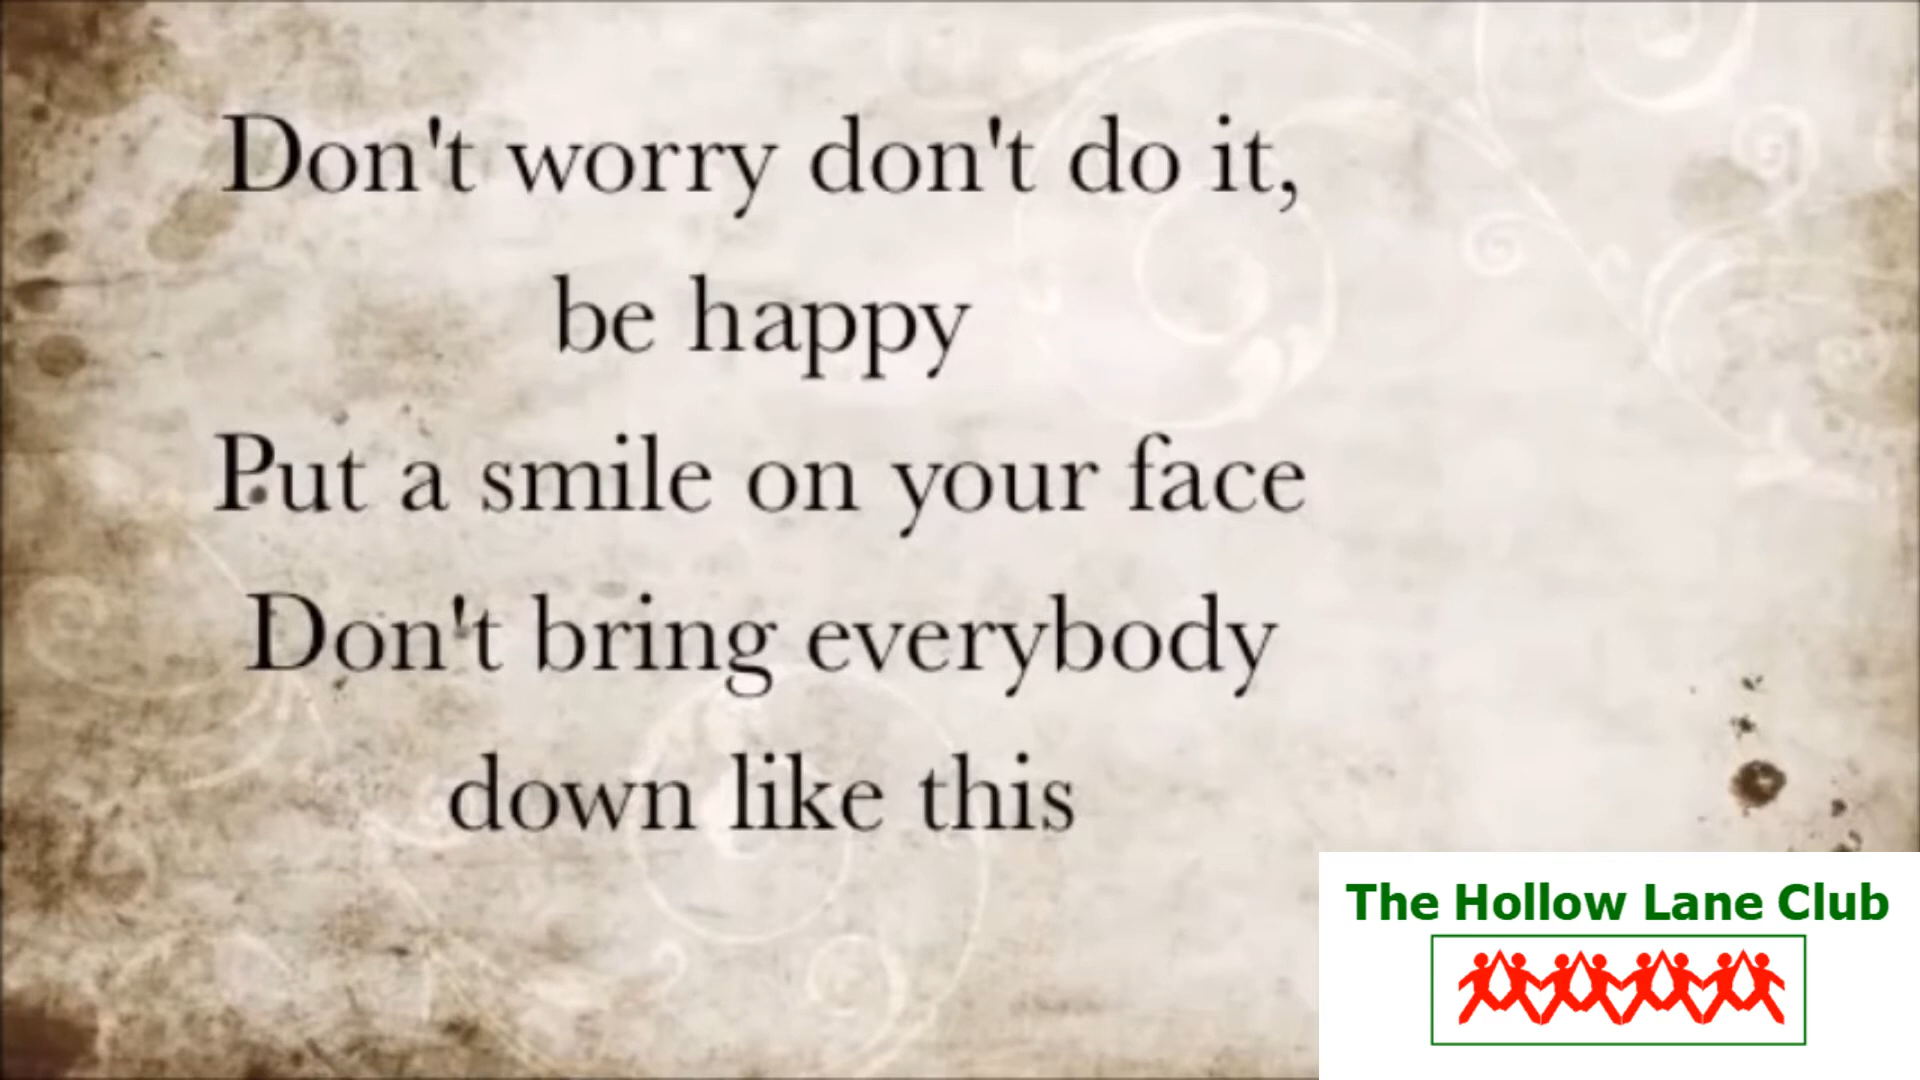 Don't worry don't do it,
be happy
Put a smile on your face
Don't bring everybody
down like this
The Hollow Lane Club